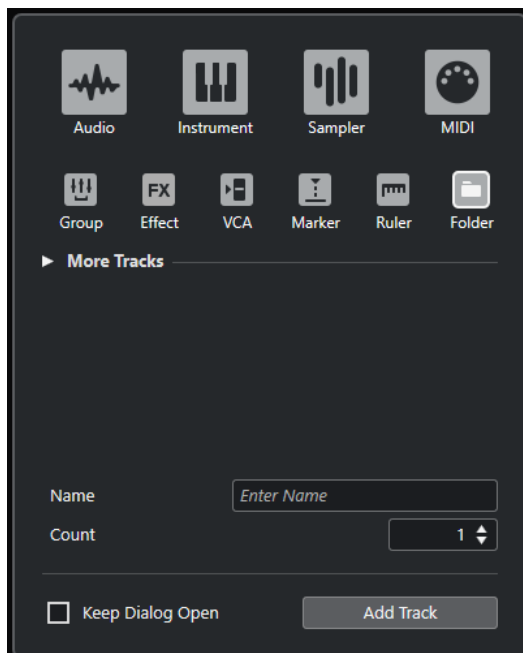 Audio Instrument Sampler MIDI
FX
Group Effect VCA Marker Ruler Folder
More Tracks
Name Enter Name
Count 1
Keep Dialog Open Add Track